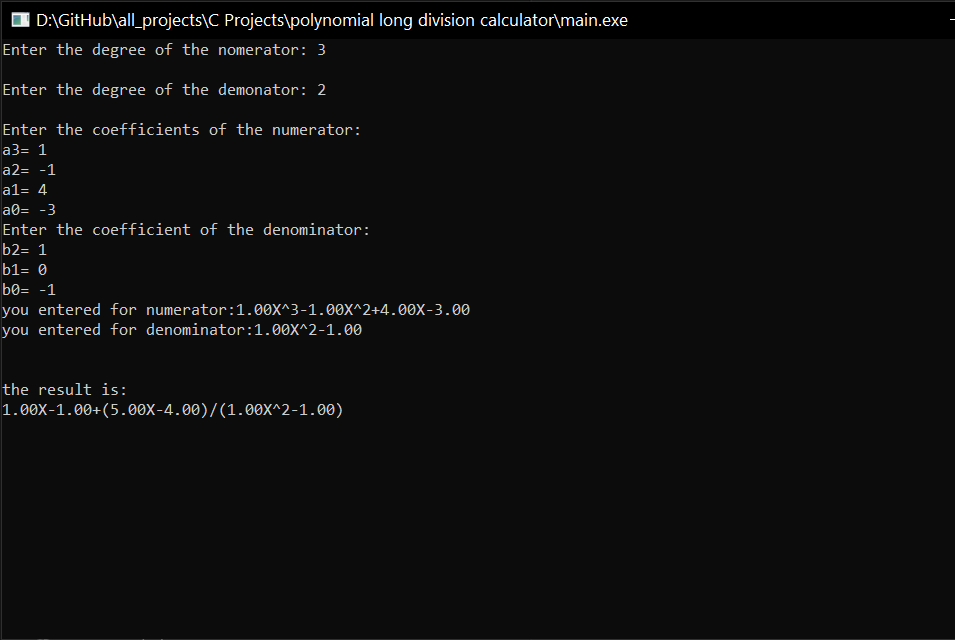 D:\GitHub\all_projects\C Projects\polynomial long division calculator\main.exe
Enter the degree of the nomerator: 3
Enter the degree of the demonator: 2
Enter the coefficients of the numerator:
a3= 1
a2= -1
a1= 4
a0= -3
Enter the coefficient of the denominator:
b2= 1
b1= 0
b0= -1
you entered for numerator:1.00X^3-1.00X^2+4.00X-3.00
you entered for denominator:1.00X^2-1.00
the result is:
1.00X-1.00+(5.00X-4.00)/(1.00X^2-1.00)